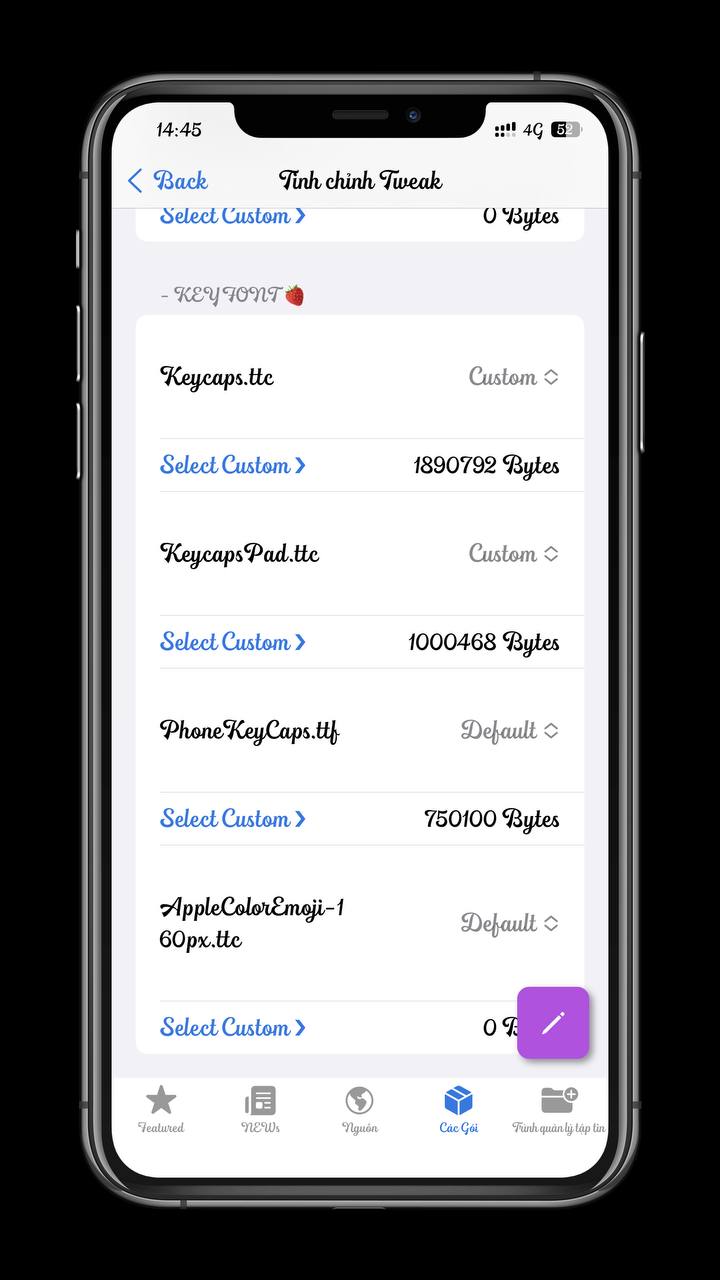 14:45
4G 52
Back Tinh chỉnh Tweak
Select Custom 0 Bytes
- KEY FONT🍓
Keycaps.ttc Custom
Select Custom 1890792 Bytes
KeycapsPad.ttc Custom
Select Custom 1000468 Bytes
PhoneKeyCaps.ttf Default
Select Custom 750100 Bytes
AppleColorEmoji-1
60px.ttc
Default
Select Custom 0
Featured NEWs Nguồn Các Gói Trình quản lý tập tin